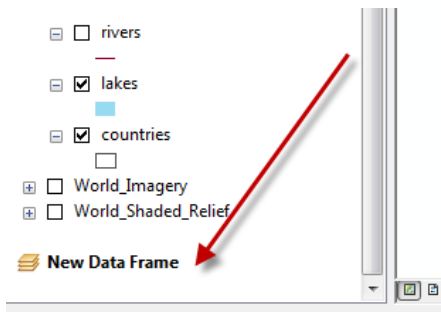 rivers
lakes
countries
World_Imagery
World_Shaded_Relief
New Data Frame